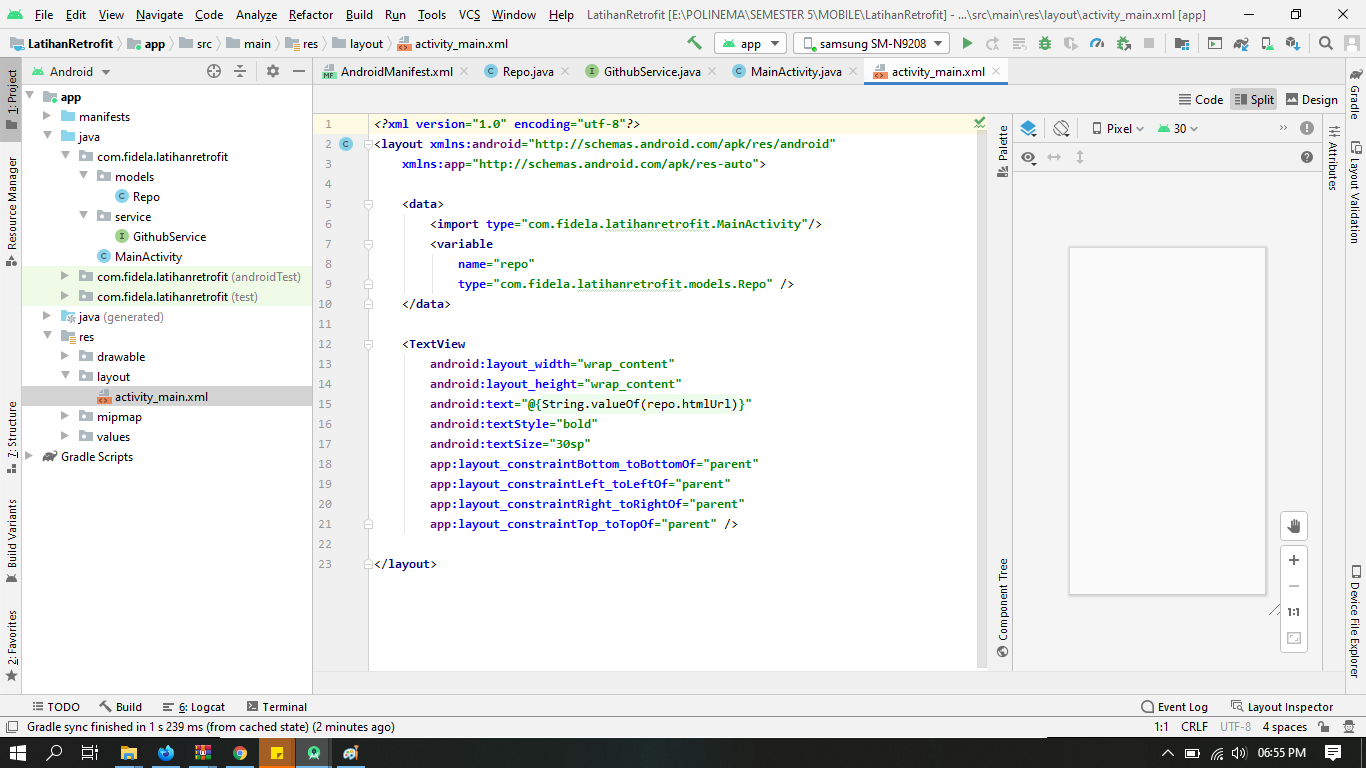 File Edit View Navigate Code Analyze Refactor Build Run Tools VCS Window Help LatihanRetrofit [E:\POLINEMA\SEMESTER 5\MOBILE\LatihanRetrofit] - ...\src\main\res\layout\activity_main.xml [app]
LatihanRetrofit app src main res layout activity_main.xml app samsung SM-N9208
Android AndroidManifest.xml Repo.java GithubService.java MainActivity.java activity_main.xml
Code Split Design
1: Project
Resource Manager
7: Structure
Build Variants
2: Favorites
app
manifests
java
com.fidela.latihanretrofit
models
Repo
service
GithubService
MainActivity
com.fidela.latihanretrofit (androidTest)
com.fidela.latihanretrofit (test)
java (generated)
res
drawable
layout
activity_main.xml
mipmap
values
Gradle Scripts
1 <?xml version="1.0" encoding="utf-8"?>
2 <layout xmlns:android="http://schemas.android.com/apk/res/android"
3 xmlns:app="http://schemas.android.com/apk/res-auto">
4
5 <data>
6 <import type="com.fidela.latihanretrofit.MainActivity"/>
7 <variable
8 name="repo"
9 type="com.fidela.latihanretrofit.models.Repo" />
10 </data>
11
12 <TextView
13 android:layout_width="wrap_content"
14 android:layout_height="wrap_content"
15 android:text="@{String.valueOf(repo.htmlUrl)}"
16 android:textStyle="bold"
17 android:textSize="30sp"
18 app:layout_constraintBottom_toBottomOf="parent"
19 app:layout_constraintLeft_toLeftOf="parent"
20 app:layout_constraintRight_toRightOf="parent"
21 app:layout_constraintTop_toTopOf="parent" />
22
23 </layout>
Palette
Component Tree
Pixel 30
1:1
Attributes
Gradle
Layout Validation
Device File Explorer
TODO Build 6: Logcat Terminal Event Log Layout Inspector
Gradle sync finished in 1 s 239 ms (from cached state) (2 minutes ago) 1:1 CRLF UTF-8 4 spaces
06:55 PM